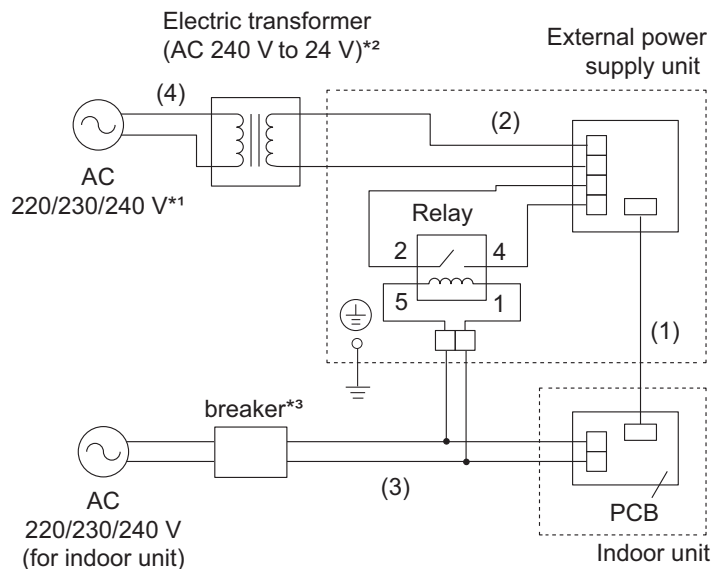 Electric transformer
(AC 240 V to 24 V)*²
External power
supply unit
(4)
(2)
AC
220/230/240 V*¹
Relay
2
4
5
1
(1)
breaker*³
(3)
AC
220/230/240 V
(for indoor unit)
PCB
Indoor unit